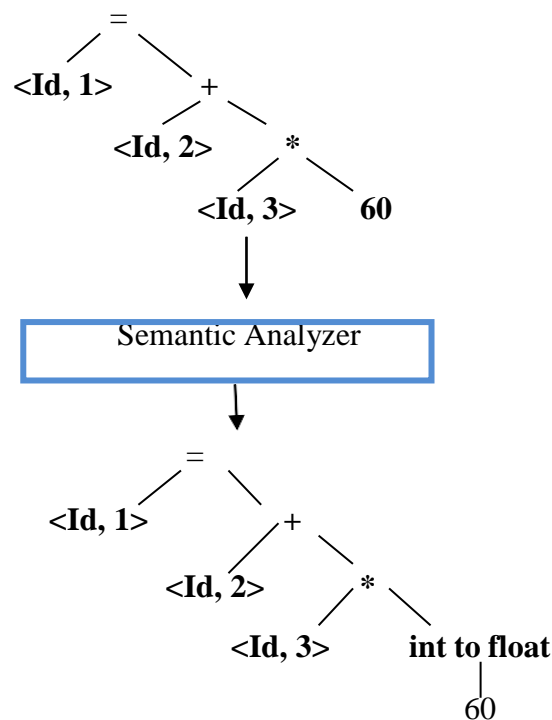 =
<Id, 1>
+
<Id, 2>
*
<Id, 3> 60
Semantic Analyzer
=
<Id, 1>
+
<Id, 2>
*
<Id, 3> int to float
60